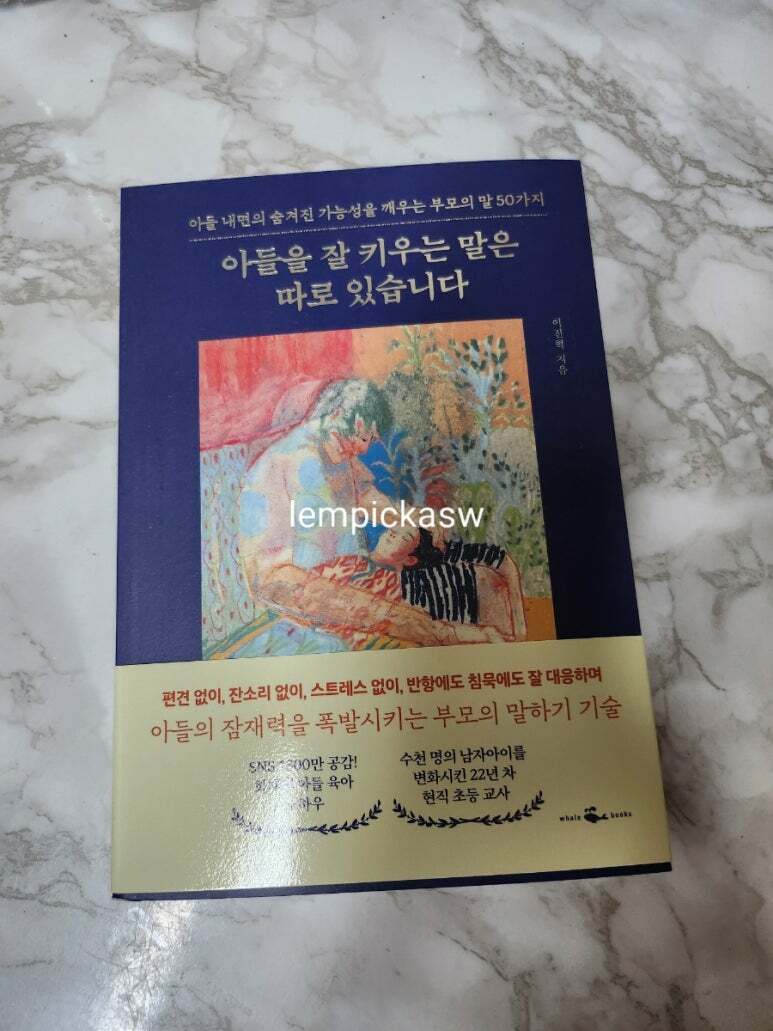 아들 내면의 숨겨진 가능성을 깨우는 부모의 말 50가지
아들을 잘 키우는 말은
따로 있습니다
이진혁 지음
lempickasw
편견 없이, 잔소리 없이, 스트레스 없이, 반항에도 침묵에도 잘 대응하며
아들의 잠재력을 폭발시키는 부모의 말하기 기술
SNS 공감!
아들 육아
수천 명의 남자아이를
변화시킨 22년 차
현직 초등 교사
whale books